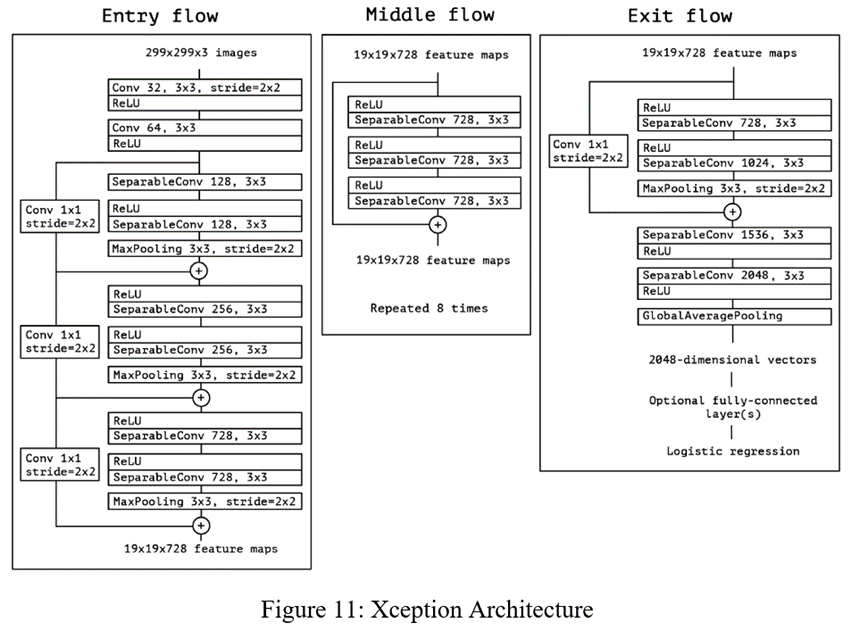 Entry flow
299x299x3 images
Conv 32, 3x3, stride=2x2
ReLU
Conv 64, 3x3
ReLU
SeparableConv 128, 3x3
Conv 1x1
stride=2x2
ReLU
SeparableConv 128, 3x3
MaxPooling 3x3, stride=2x2
+
ReLU
SeparableConv 256, 3x3
Conv 1x1
stride=2x2
ReLU
SeparableConv 256, 3x3
MaxPooling 3x3, stride=2x2
+
ReLU
SeparableConv 728, 3x3
Conv 1x1
stride=2x2
ReLU
SeparableConv 728, 3x3
MaxPooling 3x3, stride=2x2
+
19x19x728 feature maps
Middle flow
19x19x728 feature maps
ReLU
SeparableConv 728, 3x3
ReLU
SeparableConv 728, 3x3
ReLU
SeparableConv 728, 3x3
+
19x19x728 feature maps
Repeated 8 times
Exit flow
19x19x728 feature maps
ReLU
SeparableConv 728, 3x3
Conv 1x1
stride=2x2
ReLU
SeparableConv 1024, 3x3
MaxPooling 3x3, stride=2x2
+
SeparableConv 1536, 3x3
ReLU
SeparableConv 2048, 3x3
ReLU
GlobalAveragePooling
2048-dimensional vectors
Optional fully-connected
layer(s)
Logistic regression
Figure 11: Xception Architecture